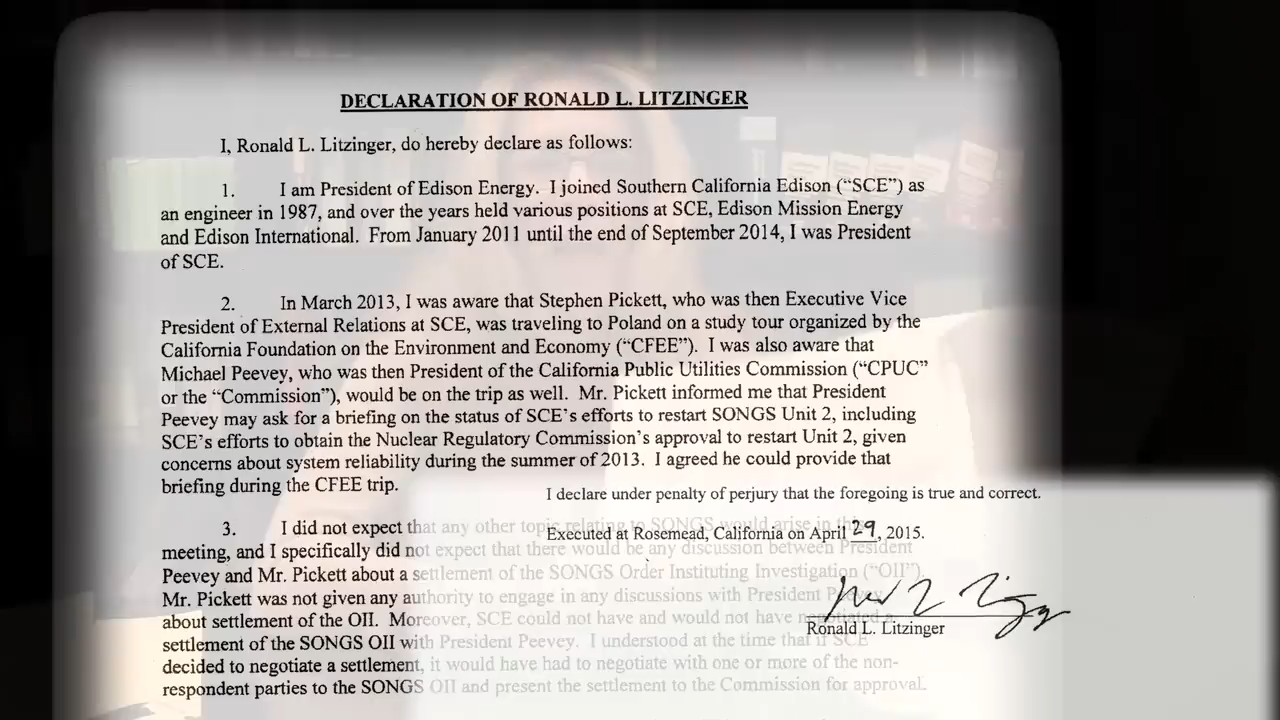 DECLARATION OF RONALD L. LITZINGER
I, Ronald L. Litzinger, do hereby declare as follows:
1. I am President of Edison Energy. I joined Southern California Edison (“SCE”) as
an engineer in 1987, and over the years held various positions at SCE, Edison Mission Energy
and Edison International. From January 2011 until the end of September 2014, I was President
of SCE.
2. In March 2013, I was aware that Stephen Pickett, who was then Executive Vice
President of External Relations at SCE, was traveling to Poland on a study tour organized by the
California Foundation on the Environment and Economy (“CFEE”). I was also aware that
Michael Peevey, who was then President of the California Public Utilities Commission (“CPUC”
or the “Commission”), would be on the trip as well. Mr. Pickett informed me that President
Peevey may ask for a briefing on the status of SCE’s efforts to restart SONGS Unit 2, including
SCE’s efforts to obtain the Nuclear Regulatory Commission’s approval to restart Unit 2, given
concerns about system reliability during the summer of 2013. I agreed he could provide that
briefing during the CFEE trip.
3. I did not expect that any other topic relating to SONGS would arise in this
meeting, and I specifically did not expect that there would be any discussion between President
Peevey and Mr. Pickett about a settlement of the SONGS Order Instituting Investigation (“OII”).
Mr. Pickett was not given any authority to engage in any discussions with President Peevey
about settlement of the OII. Moreover, SCE could not have and would not have negotiated a
settlement of the SONGS OII with President Peevey. I understood at the time that if SCE
decided to negotiate a settlement, it would have had to negotiate with one or more of the non-
respondent parties to the SONGS OII and present the settlement to the Commission for approval.
I declare under penalty of perjury that the foregoing is true and correct.
Executed at Rosemead, California on April 29, 2015.
Ronald L. Litzinger